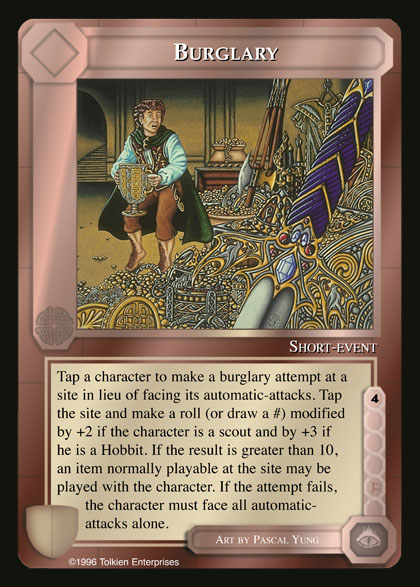 BURGLARY
SHORT-EVENT
Tap a character to make a burglary attempt at a
site in lieu of facing its automatic-attacks. Tap
the site and make a roll (or draw a #) modified
by +2 if the character is a scout and by +3 if
he is a Hobbit. If the result is greater than 10,
an item normally playable at the site may be
played with the character. If the attempt fails,
the character must face all automatic-
attacks alone.
4
F
ART BY PASCAL YUNG
©1996 Tolkien Enterprises